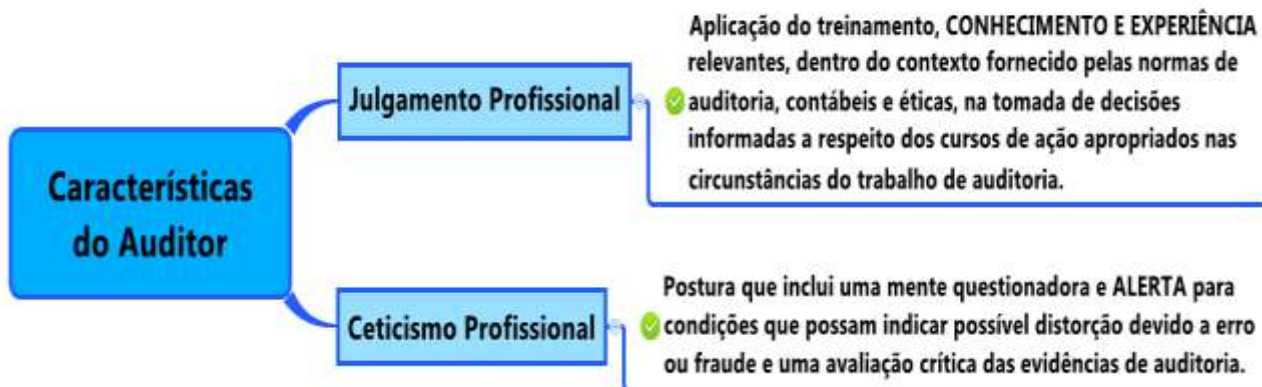 Características
do Auditor
Julgamento Profissional
Aplicação do treinamento, CONHECIMENTO E EXPERIÊNCIA
relevantes, dentro do contexto fornecido pelas normas de
auditoria, contábeis e éticas, na tomada de decisões
informadas a respeito dos cursos de ação apropriados nas
circunstâncias do trabalho de auditoria.
Ceticismo Profissional
Postura que inclui uma mente questionadora e ALERTA para
condições que possam indicar possível distorção devido a erro
ou fraude e uma avaliação crítica das evidências de auditoria.